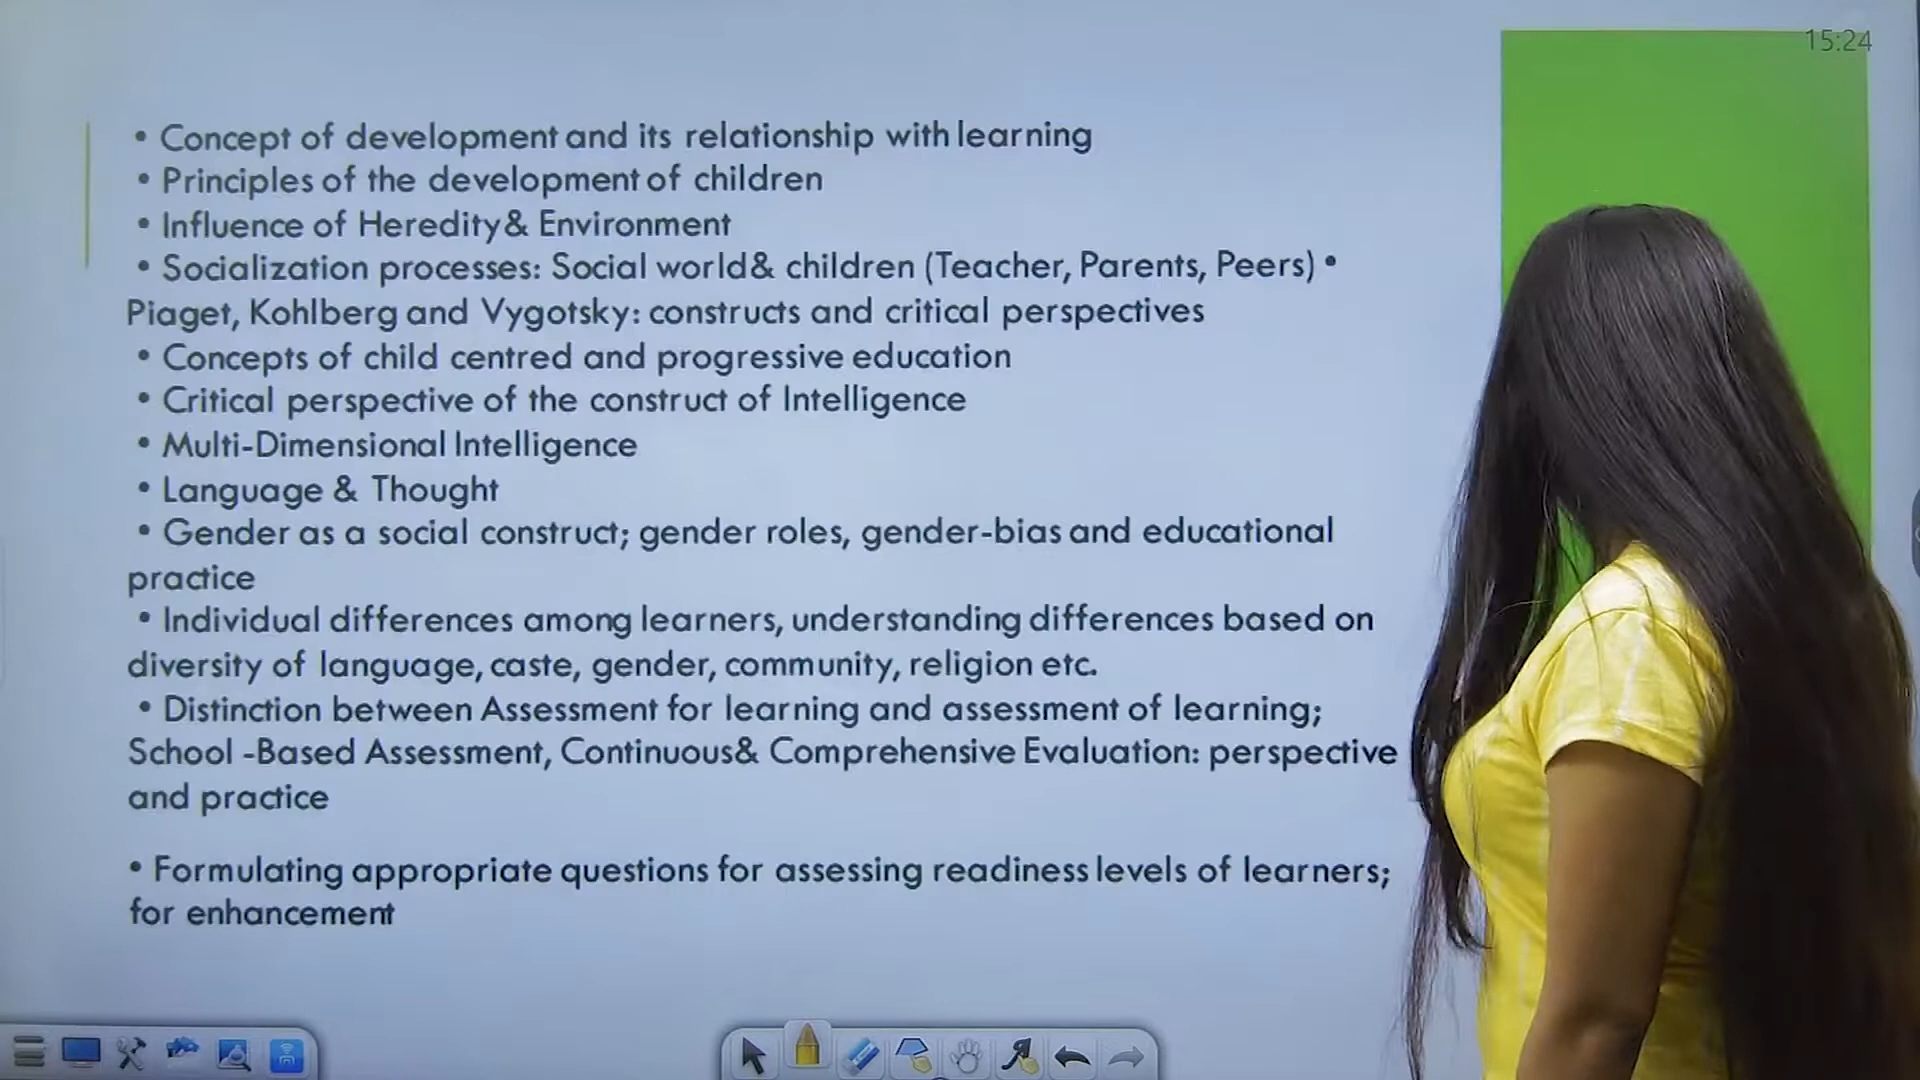 15:24
• Concept of development and its relationship with learning
• Principles of the development of children
• Influence of Heredity& Environment
• Socialization processes: Social world& children (Teacher, Parents, Peers) •
Piaget, Kohlberg and Vygotsky: constructs and critical perspectives
• Concepts of child centred and progressive education
• Critical perspective of the construct of Intelligence
• Multi-Dimensional Intelligence
• Language & Thought
• Gender as a social construct; gender roles, gender-bias and educational
practice
• Individual differences among learners, understanding differences based on
diversity of language, caste, gender, community, religion etc.
• Distinction between Assessment for learning and assessment of learning;
School -Based Assessment, Continuous& Comprehensive Evaluation: perspective
and practice
• Formulating appropriate questions for assessing readiness levels of learners;
for enhancement